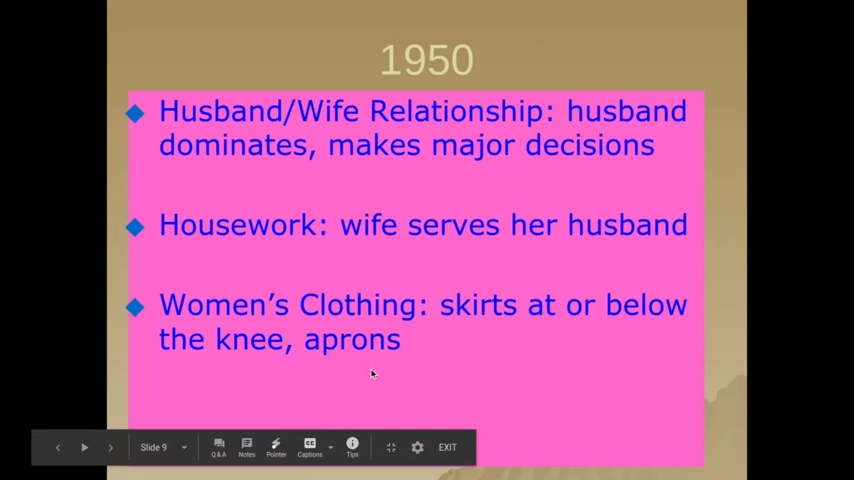 1950
Husband/Wife Relationship: husband
dominates, makes major decisions
Housework: wife serves her husband
Women's Clothing: skirts at or below
the knee, aprons
Slide 9
Q & A
Notes
Pointer
CC
Captions
Tips
EXIT